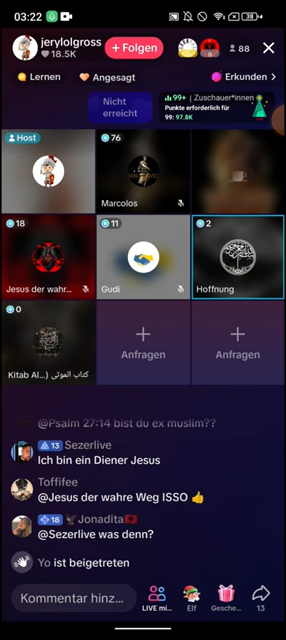 03:22
38
jerylolgross
18.5K
+ Folgen
88
Lernen
Angesagt
Erkunden >
Nicht
erreicht
99+ | Zuschauer*innen
Punkte erforderlich für
99: 97.8K
Host
76
Marcolos
18
Jesus der wahr...
11
Gudi
2
Hoffnung
0
Kitab Al... (كتاب الموتى
Anfragen
Anfragen
@Psalm 27:14 bist du ex muslim??
13 Sezerlive
Ich bin ein Diener Jesus
Toffifee
@Jesus der wahre Weg ISSO 👍
18 Jonadita
@Sezerlive was denn?
Yo ist beigetreten
Kommentar hinz...
LIVE mi...
Elf
Gesche...
13